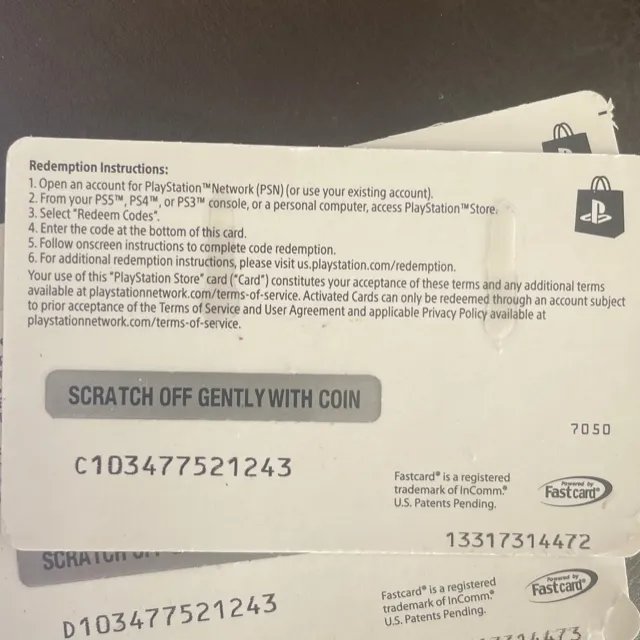 Redemption Instructions:
1. Open an account for PlayStation™Network (PSN) (or use your existing account).
2. From your PS5™, PS4™, or PS3™ console, or a personal computer, access PlayStation™Store.
3. Select "Redeem Codes".
4. Enter the code at the bottom of this card.
5. Follow onscreen instructions to complete code redemption.
6. For additional redemption instructions, please visit us.playstation.com/redemption.
Your use of this "PlayStation Store" card ("Card") constitutes your acceptance of these terms and any additional terms
available at playstationnetwork.com/terms-of-service. Activated Cards can only be redeemed through an account subject
to prior acceptance of the Terms of Service and User Agreement and applicable Privacy Policy available at
playstationnetwork.com/terms-of-service.
SCRATCH OFF GENTLY WITH COIN
7050
C103477521243
Fastcard® is a registered
trademark of InComm.®
U.S. Patents Pending.
Powered by
Fastcard®
13317314472
SCRATCH OFF
D103477521243
Fastcard® is a registered
trademark of InComm.®
U.S. Patents Pending.
Powered by
Fastcard®